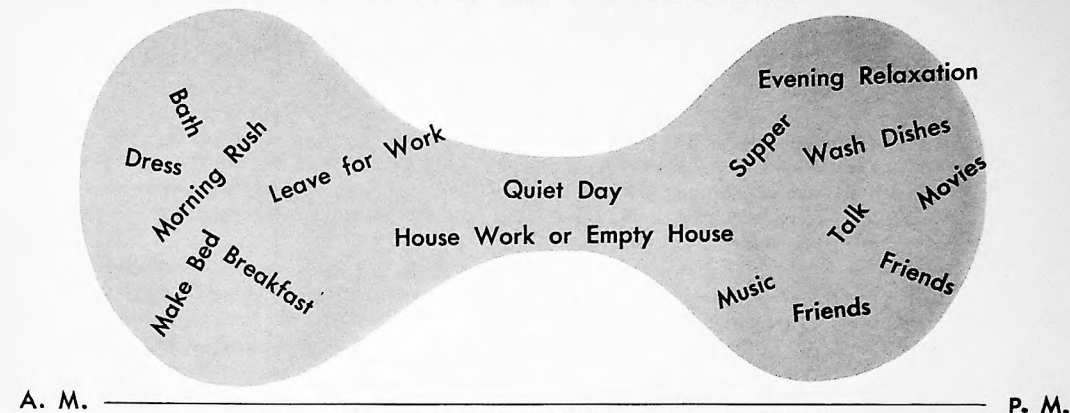 Bath
Dress
Morning Rush
Leave for Work
Make Bed
Breakfast
Quiet Day
House Work or Empty House
Evening Relaxation
Supper
Wash Dishes
Movies
Talk
Friends
Music
Friends
A. M.
P. M.